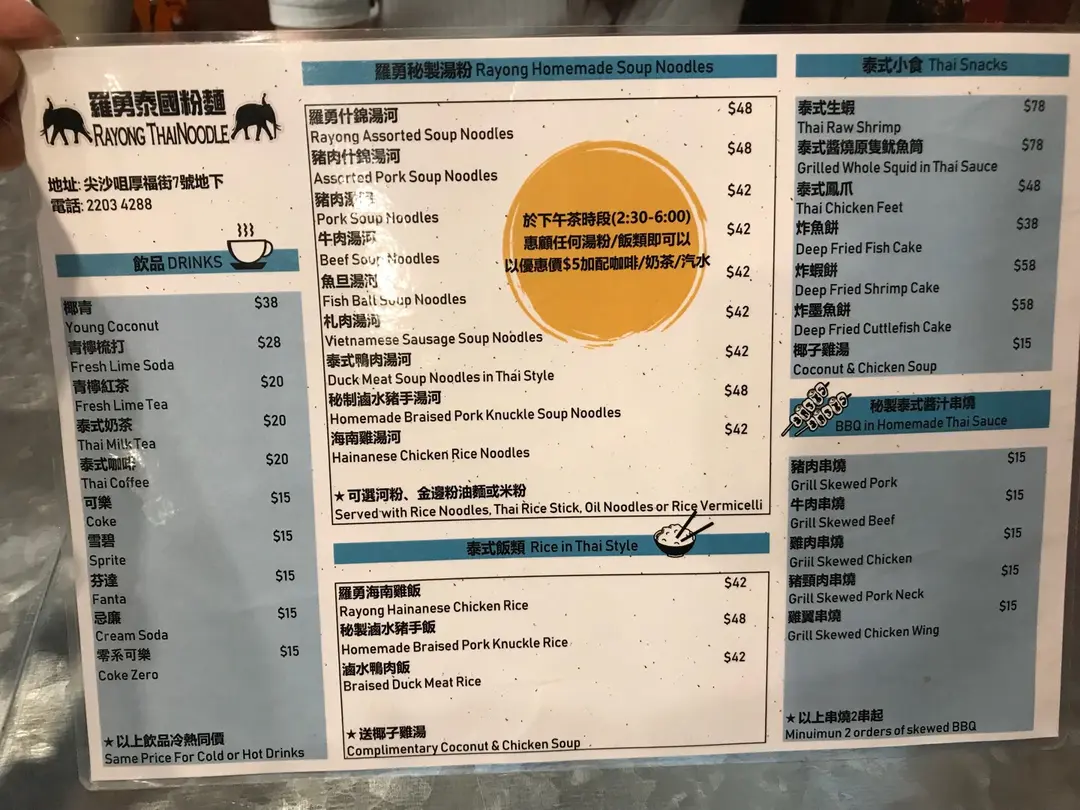 羅勇泰國粉麵
RAYONG THAINOODLE
地址: 尖沙咀厚福街7號地下
電話: 2203 4288
飲品 DRINKS
椰青 $38
Young Coconut
青檸梳打 $28
Fresh Lime Soda
青檸紅茶 $20
Fresh Lime Tea
泰式奶茶 $20
Thai Milk Tea
泰式咖啡 $20
Thai Coffee
可樂 $15
Coke
雪碧 $15
Sprite
芬達 $15
Fanta
忌廉 $15
Cream Soda
零系可樂 $15
Coke Zero
★以上飲品冷熱同價
Same Price For Cold or Hot Drinks
羅勇秘製湯粉 Rayong Homemade Soup Noodles
羅勇什錦湯河 $48
Rayong Assorted Soup Noodles
豬肉什錦湯河 $48
Assorted Pork Soup Noodles
豬肉湯河 $42
Pork Soup Noodles
牛肉湯河 $42
Beef Soup Noodles
魚旦湯河 $42
Fish Ball Soup Noodles
札肉湯河 $42
Vietnamese Sausage Soup Noodles
泰式鴨肉湯河 $42
Duck Meat Soup Noodles in Thai Style
秘制滷水豬手湯河 $48
Homemade Braised Pork Knuckle Soup Noodles
海南雞湯河 $42
Hainanese Chicken Rice Noodles
★可選河粉、金邊粉油麵或米粉
Served with Rice Noodles, Thai Rice Stick, Oil Noodles or Rice Vermicelli
於下午茶時段(2:30-6:00)
惠顧任何湯粉/飯類即可以
以優惠價$5加配咖啡/奶茶/汽水
泰式飯類 Rice in Thai Style
羅勇海南雞飯 $42
Rayong Hainanese Chicken Rice
秘製滷水豬手飯 $48
Homemade Braised Pork Knuckle Rice
滷水鴨肉飯 $42
Braised Duck Meat Rice
★送椰子雞湯
Complimentary Coconut & Chicken Soup
泰式小食 Thai Snacks
泰式生蝦 $78
Thai Raw Shrimp
泰式醬燒原隻魷魚筒 $78
Grilled Whole Squid in Thai Sauce
泰式鳳爪 $48
Thai Chicken Feet
炸魚餅 $38
Deep Fried Fish Cake
炸蝦餅 $58
Deep Fried Shrimp Cake
炸墨魚餅 $58
Deep Fried Cuttlefish Cake
椰子雞湯 $15
Coconut & Chicken Soup
秘製泰式醬汁串燒
BBQ in Homemade Thai Sauce
豬肉串燒 $15
Grill Skewed Pork
牛肉串燒 $15
Grill Skewed Beef
雞肉串燒 $15
Griil Skewed Chicken
豬頸肉串燒 $15
Grill Skewed Pork Neck
雞翼串燒 $15
Grill Skewed Chicken Wing
★以上串燒2串起
Minuimun 2 orders of skewed BBQ